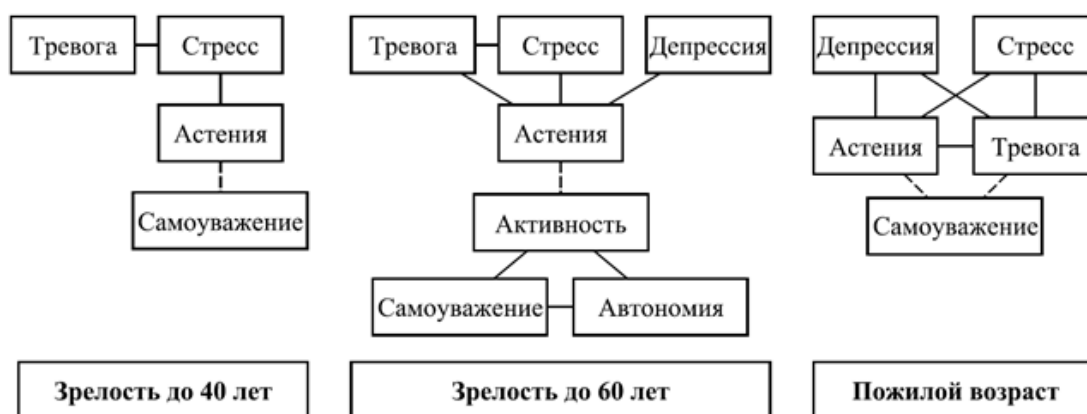 Тревога
Стресс
Астения
Самоуважение
Тревога
Стресс
Депрессия
Астения
Активность
Самоуважение
Автономия
Депрессия
Стресс
Астения
Тревога
Самоуважение
Зрелость до 40 лет
Зрелость до 60 лет
Пожилой возраст